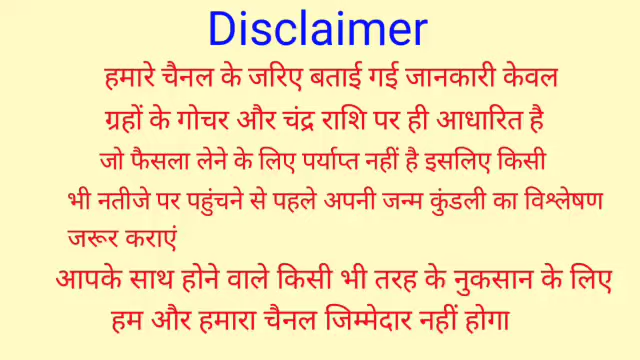 Disclaimer
हमारे चैनल के जरिए बताई गई जानकारी केवल
ग्रहों के गोचर और चंद्र राशि पर ही आधारित है
जो फैसला लेने के लिए पर्याप्त नहीं है इसलिए किसी
भी नतीजे पर पहुंचने से पहले अपनी जन्म कुंडली का विश्लेषण
जरूर कराएं
आपके साथ होने वाले किसी भी तरह के नुकसान के लिए
हम और हमारा चैनल जिम्मेदार नहीं होगा